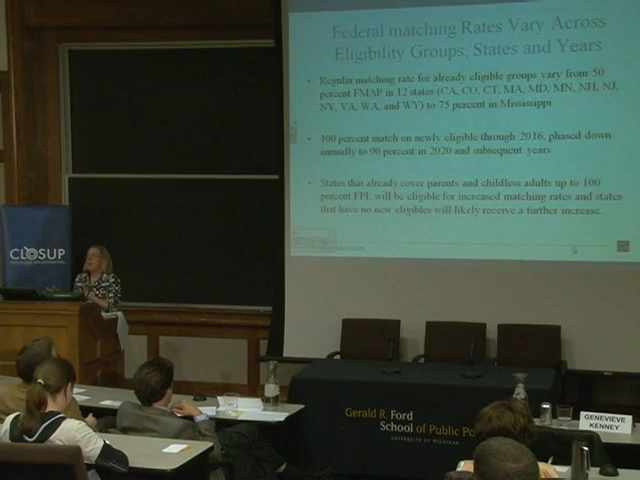 Federal matching Rates Vary Across
Eligibility Groups, States and Years
• Regular matching rate for already eligible groups vary from 50
percent FMAP in 12 states (CA, CO, CT, MA, MD, MN, NH, NJ,
NY, VA, WA, and WY) to 75 percent in Mississippi
• 100 percent match on newly eligible through 2016, phased down
annually to 90 percent in 2020 and subsequent years
• States that already cover parents and childless adults up to 100
percent FPL will be eligible for increased matching rates and states
that have no new eligibles will likely receive a further increase.
CLOSUP
Gerald R. Ford
School of Public Po
UNIVERSITY OF MICHIGAN
GENEVIEVE
KENNEY